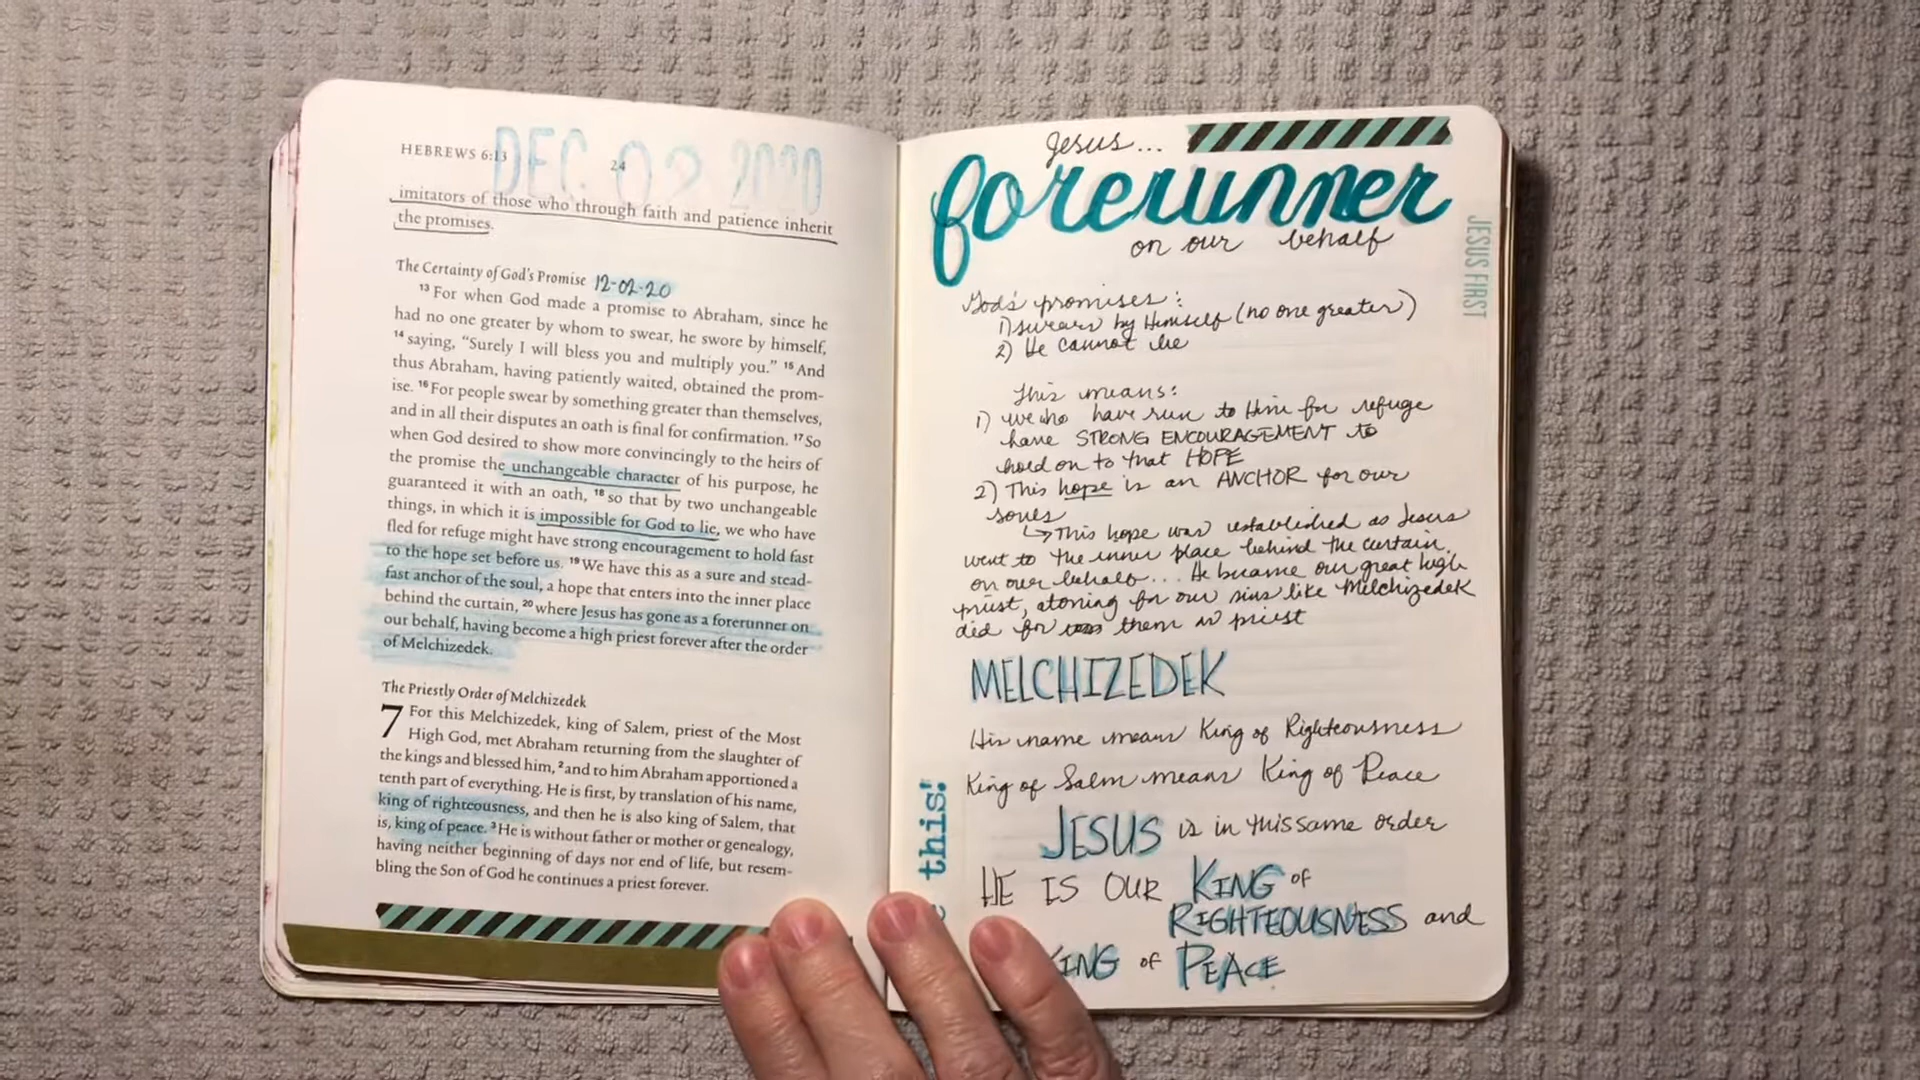 HEBREWS 6:13
DEC 02 2020
24
imitators of those who through faith and patience inherit
the promises.
The Certainty of God's Promise 12-02-20
13 For when God made a promise to Abraham, since he
had no one greater by whom to swear, he swore by himself,
14 saying, "Surely I will bless you and multiply you." 15 And
thus Abraham, having patiently waited, obtained the prom-
ise. 16 For people swear by something greater than themselves,
and in all their disputes an oath is final for confirmation. 17 So
when God desired to show more convincingly to the heirs of
the promise the unchangeable character of his purpose, he
guaranteed it with an oath, 18 so that by two unchangeable
things, in which it is impossible for God to lie, we who have
fled for refuge might have strong encouragement to hold fast
to the hope set before us. 19 We have this as a sure and stead-
fast anchor of the soul, a hope that enters into the inner place
behind the curtain, 20 where Jesus has gone as a forerunner on
our behalf, having become a high priest forever after the order
of Melchizedek.
The Priestly Order of Melchizedek
7 For this Melchizedek, king of Salem, priest of the Most
High God, met Abraham returning from the slaughter of
the kings and blessed him, 2 and to him Abraham apportioned a
tenth part of everything. He is first, by translation of his name,
king of righteousness, and then he is also king of Salem, that
is, king of peace. 3 He is without father or mother or genealogy,
having neither beginning of days nor end of life, but resem-
bling the Son of God he continues a priest forever.
Jesus...
forerunner
on our behalf
JESUS FIRST
God's promises:
1) swears by Himself (no one greater)
2) He cannot lie
This means:
1) we who have run to Him for refuge
have STRONG ENCOURAGEMENT to
hold on to that HOPE
2) This hope is an ANCHOR for our
souls
This hope was established as Jesus
went to the inner place behind the curtain
on our behalf... He became our great high
priest, atoning for our sins like Melchizedek
did for them as priest
MELCHIZEDEK
His name means King of Righteousness
King of Salem means King of Peace
JESUS is in this same order
HE IS OUR KING of
RIGHTEOUSNESS and
KING of PEACE
this!